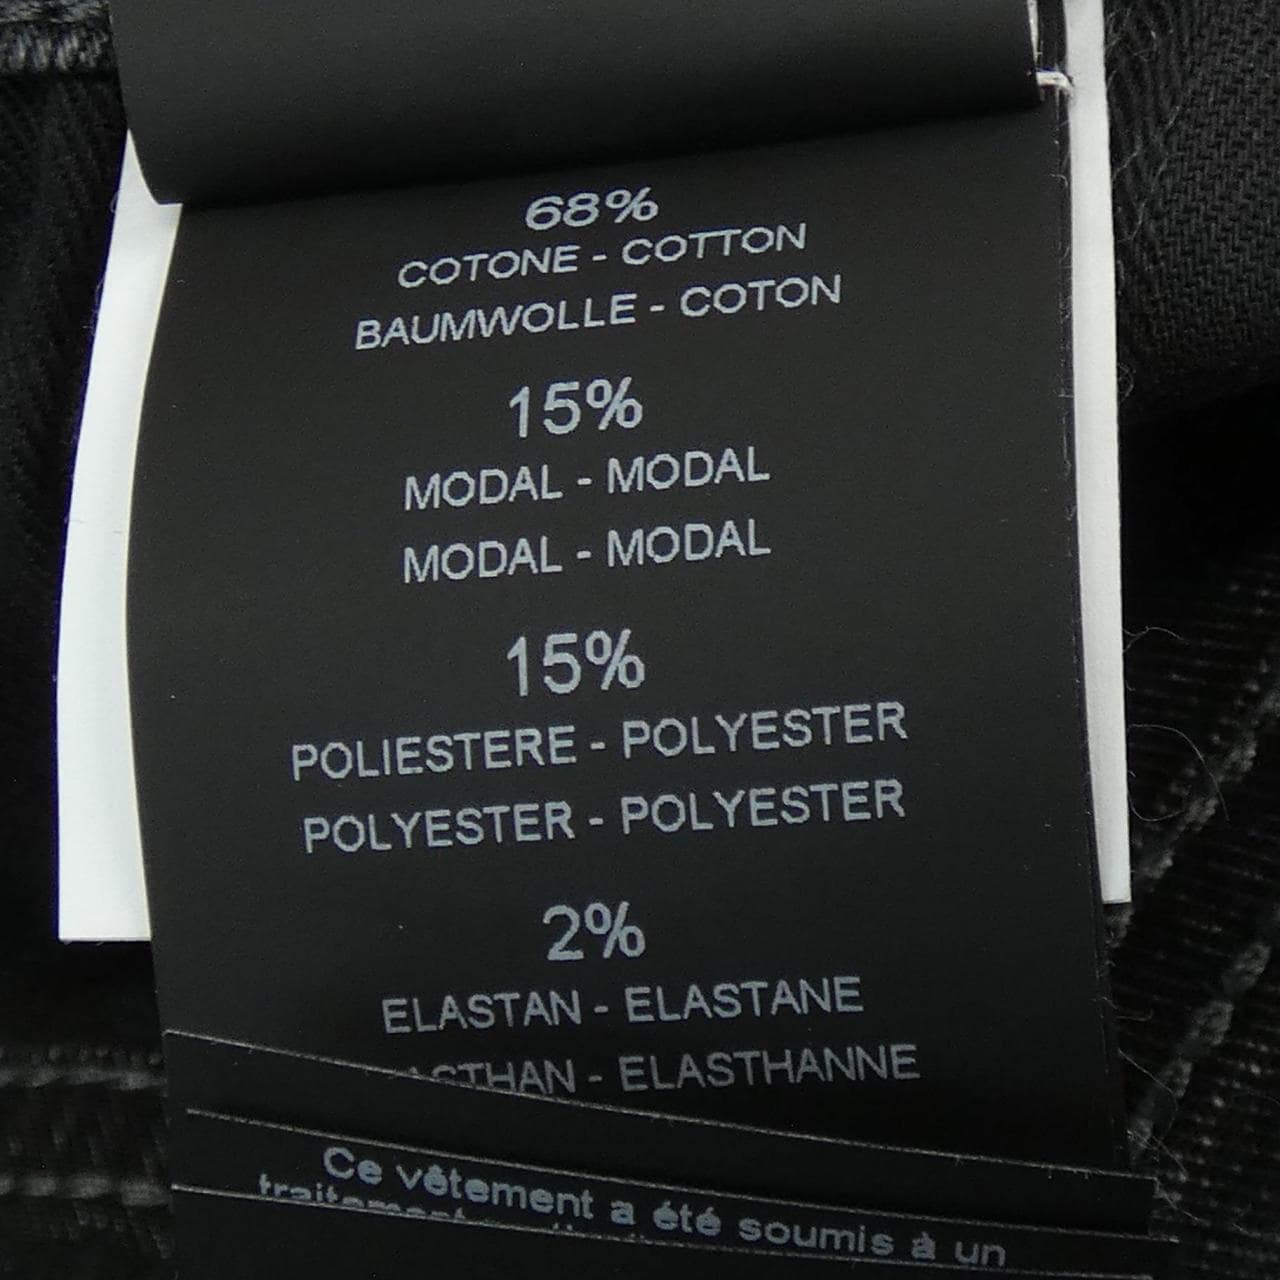 68%
COTONE - COTTON
BAUMWOLLE - COTON
15%
MODAL - MODAL
MODAL - MODAL
15%
POLIESTERE - POLYESTER
POLYESTER - POLYESTER
2%
ELASTAN - ELASTANE
- ELASTHANNE
Ce vêtement a été soumis à un
traitement